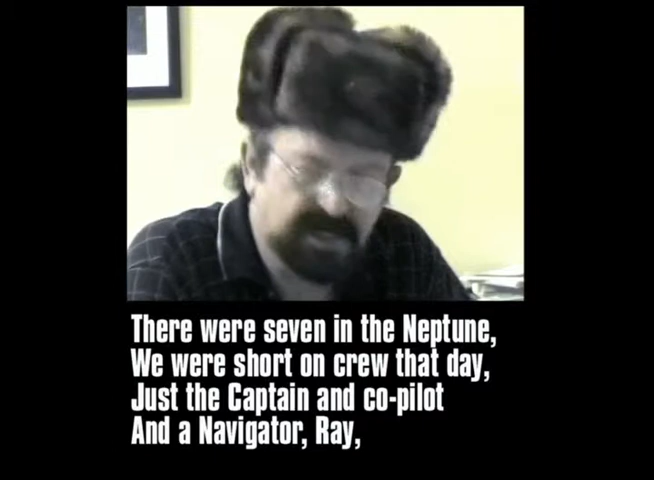 There were seven in the Neptune,
We were short on crew that day,
Just the Captain and co-pilot
And a Navigator, Ray,